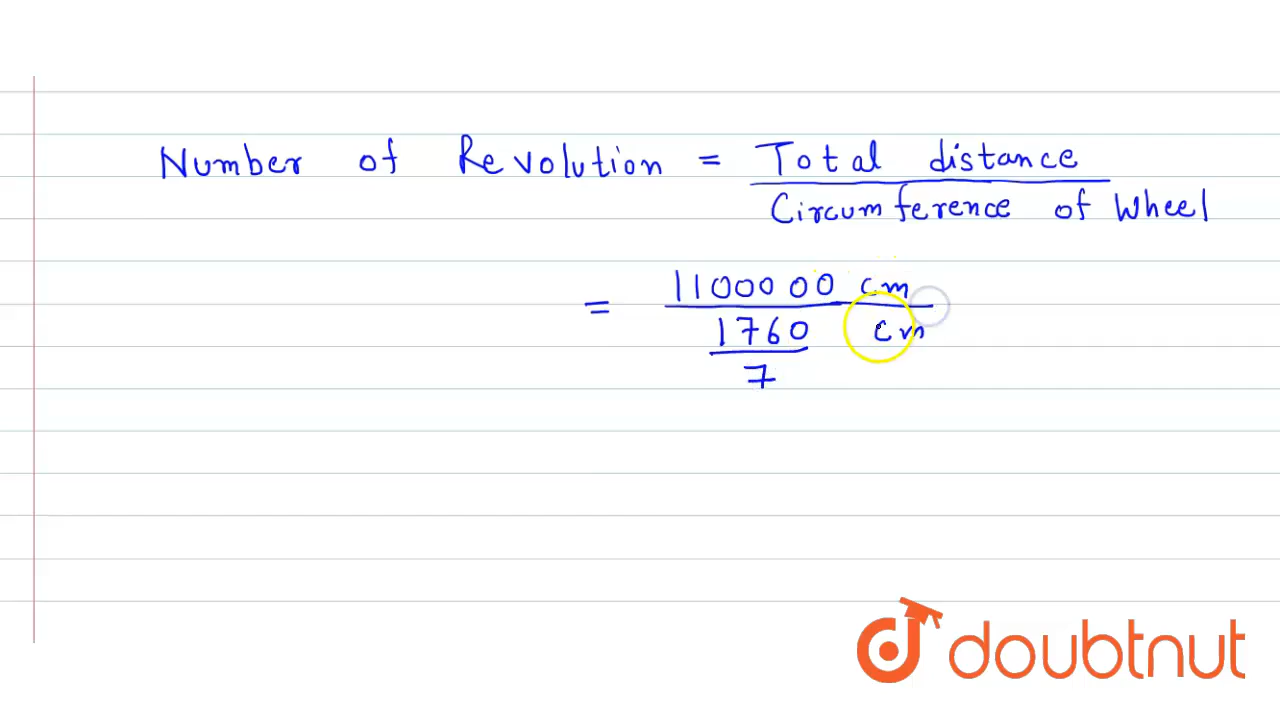 Number of Revolution = Total distance
Circumference of Wheel
= 1100000 cm
1760 cm
7
doubtnut